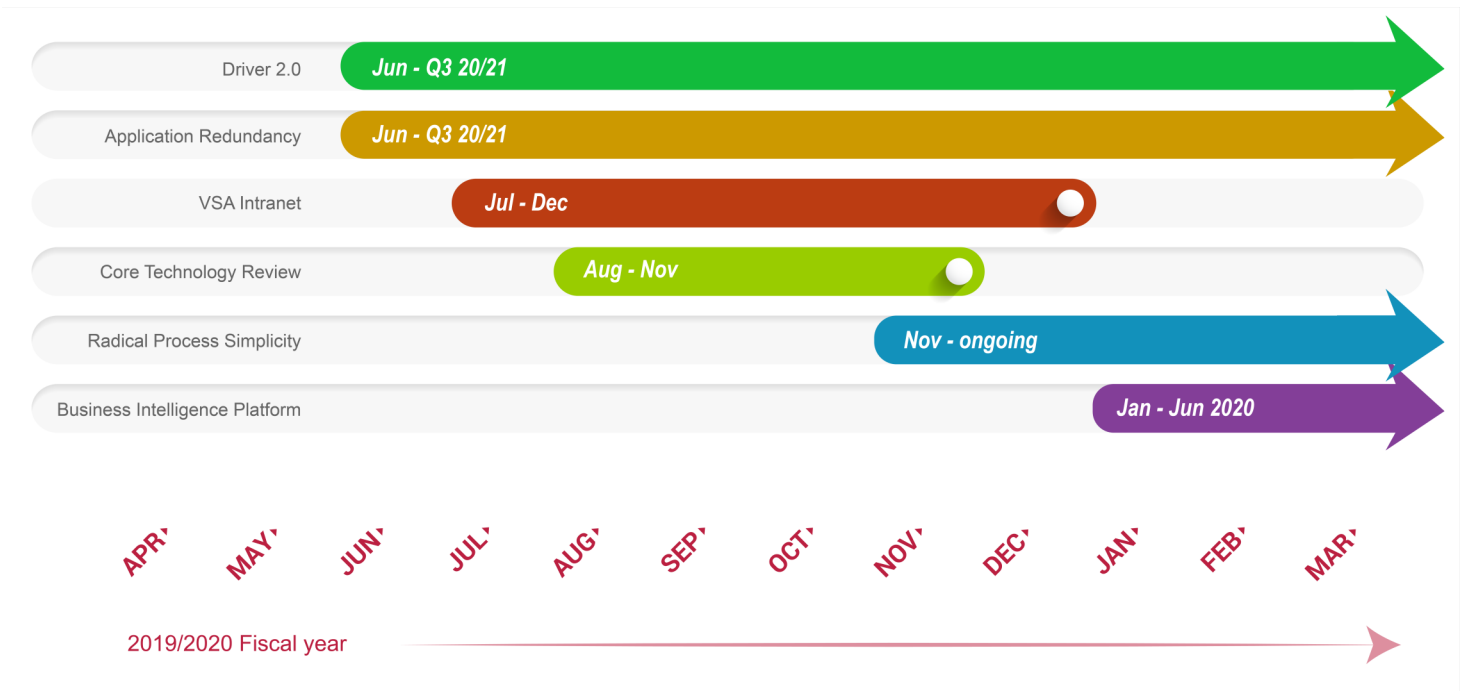 Driver 2.0 Jun - Q3 20/21
Application Redundancy Jun - Q3 20/21
VSA Intranet Jul - Dec
Core Technology Review Aug - Nov
Radical Process Simplicity Nov - ongoing
Business Intelligence Platform Jan - Jun 2020
APR MAY JUN JUL AUG SEP OCT NOV DEC JAN FEB MAR
2019/2020 Fiscal year